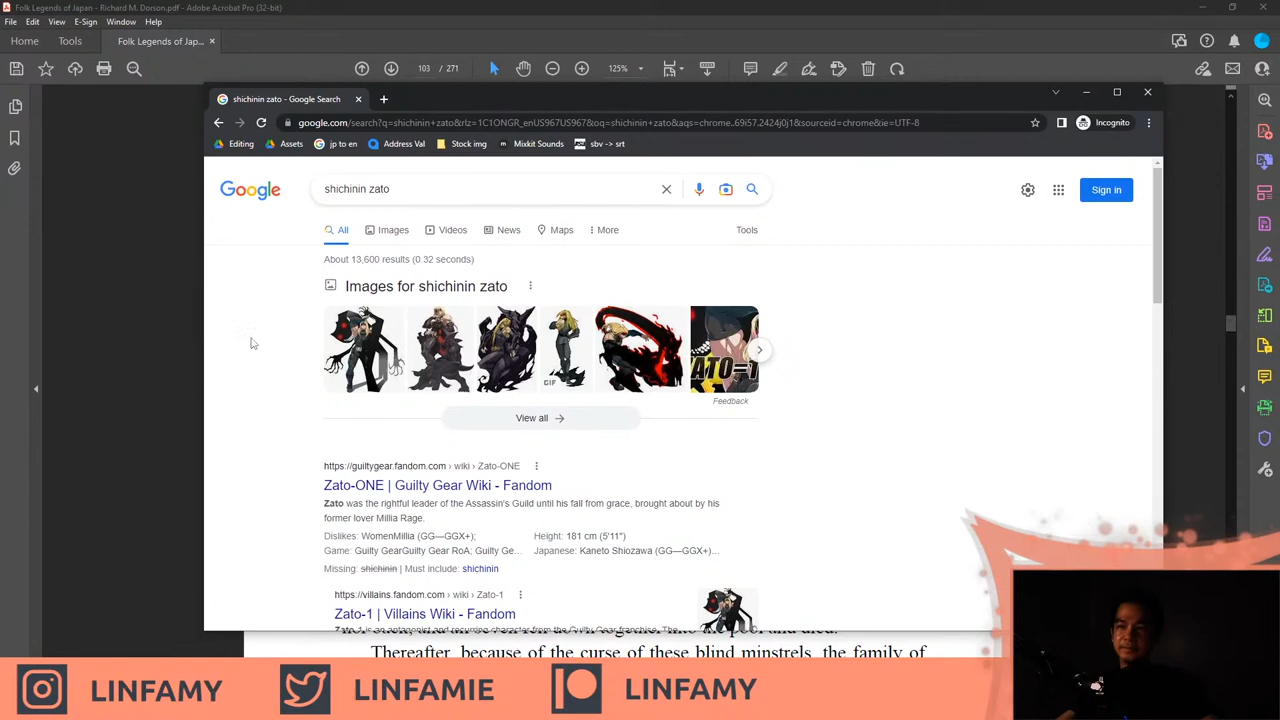 Folk Legends of Japan - Richard M. Dorson.pdf - Adobe Acrobat Pro (32-bit)
File Edit View E-Sign Window Help
Home Tools Folk Legends of Jap... ×
103 / 271 125%
shichinin zato - Google Search
google.com/search?q=shichinin+zato&rlz=1C1ONGR_enUS967US967&oq=shichinin+zato&aqs=chrome..69i57.2424j0j1&sourceid=chrome&ie=UTF-8
Incognito
Editing Assets jp to en Address Val Stock img Mixkit Sounds sbv -> srt
Google shichinin zato Sign in
All Images Videos News Maps More Tools
About 13,600 results (0.32 seconds)
Images for shichinin zato
GIF
ATO=1
Feedback
View all
https://guiltygear.fandom.com › wiki › Zato-ONE
Zato-ONE | Guilty Gear Wiki - Fandom
Zato was the rightful leader of the Assassin's Guild until his fall from grace, brought about by his
former lover Millia Rage.
Dislikes: WomenMillia (GG—GGX+); Height: 181 cm (5'11")
Game: Guilty GearGuilty Gear RoA; Guilty Ge... Japanese: Kaneto Shiozawa (GG—GGX+)...
Missing: shichinin | Must include: shichinin
https://villains.fandom.com › wiki › Zato-1
Zato-1 | Villains Wiki - Fandom
Thereafter, because of the curse of these blind minstrels, the family of
LINFAMY LINFAMIE LINFAMY